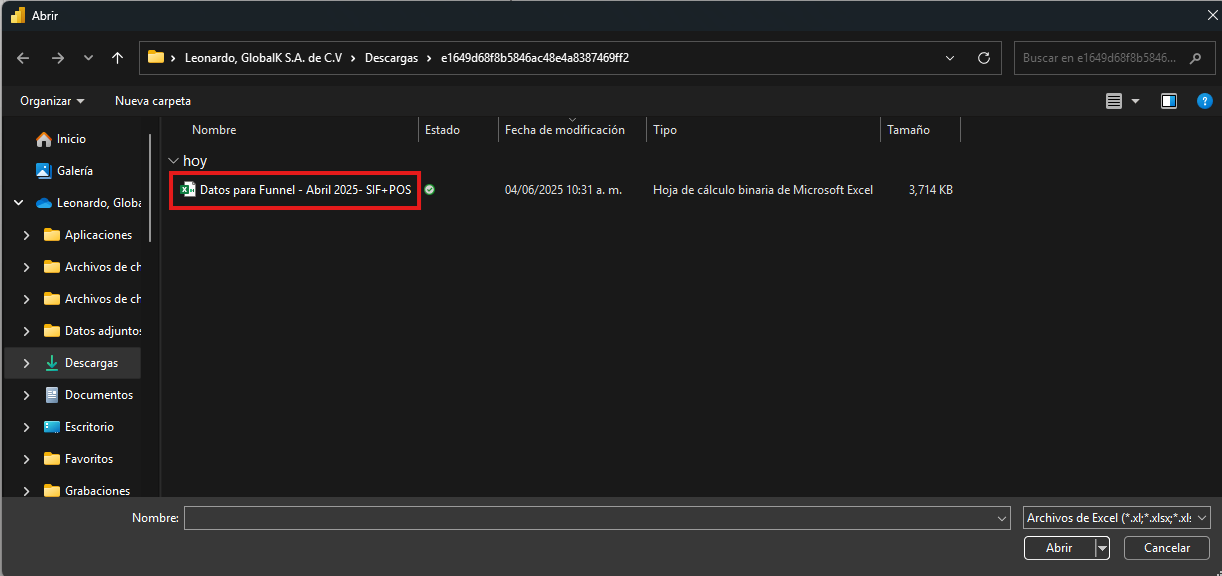 Abrir
Leonardo, GlobalK S.A. de C.V > Descargas > e1649d68f8b5846ac48e4a8387469ff2
Buscar en e1649d68f8b5846...
Organizar
Nueva carpeta
Nombre
Estado
Fecha de modificación
Tipo
Tamaño
Inicio
Galería
Leonardo, Globa
Aplicaciones
Archivos de ch
Archivos de ch
Datos adjuntos
Descargas
Documentos
Escritorio
Favoritos
Grabaciones
hoy
Datos para Funnel - Abril 2025- SIF+POS
04/06/2025 10:31 a. m.
Hoja de cálculo binaria de Microsoft Excel
3,714 KB
Nombre:
Archivos de Excel (*.xl;*.xlsx;*.xls
Abrir
Cancelar